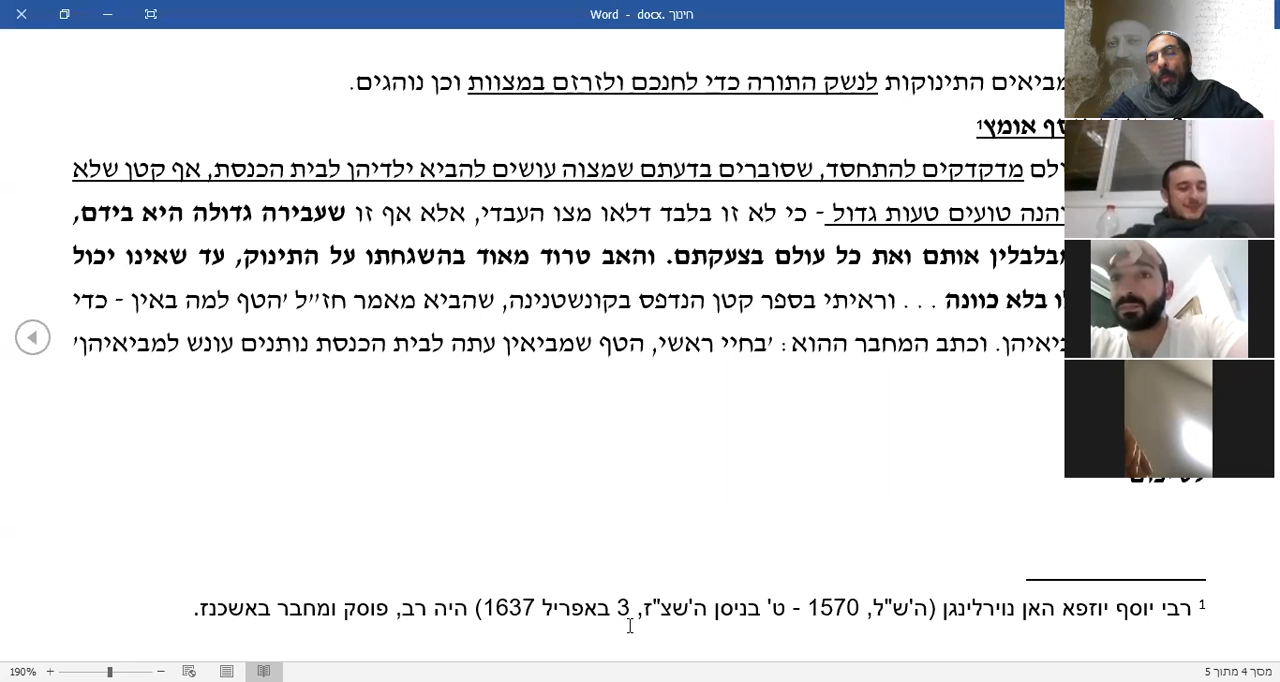 חינוך .docx - Word
מביאים התינוקות לנשק התורה כדי לחנכם ולזרזם במצוות וכן נוהגים.
אומץ¹
מדקדקים להתחסד, שסוברים בדעתם שמצוה עושים להביא ילדיהן לבית הכנסת, אף קטן שלא
והנה טועים טעות גדול - כי לא זו בלבד דלאו מצו העבדי, אלא אף זו שעבירה גדולה היא בידם,
מבלבלין אותם ואת כל עולם בצעקתם. והאב טרוד מאוד בהשגחתו על התינוק, עד שאינו יכול
בלא כוונה . . . וראיתי בספר קטן הנדפס בקונשטנינה, שהביא מאמר חז״ל ׳הטף למה באין - כדי
וכתב המחבר ההוא: ׳בחיי ראשי, הטף שמביאין עתה לבית הכנסת נותנים עונש למביאיהן׳
¹ רבי יוסף יוזפא האן נוירלינגן (ה'ש"ל, 1570 - ט' בניסן ה'שצ"ז, 3 באפריל 1637) היה רב, פוסק ומחבר באשכנז.
מסך 4 מתוך 5
190%